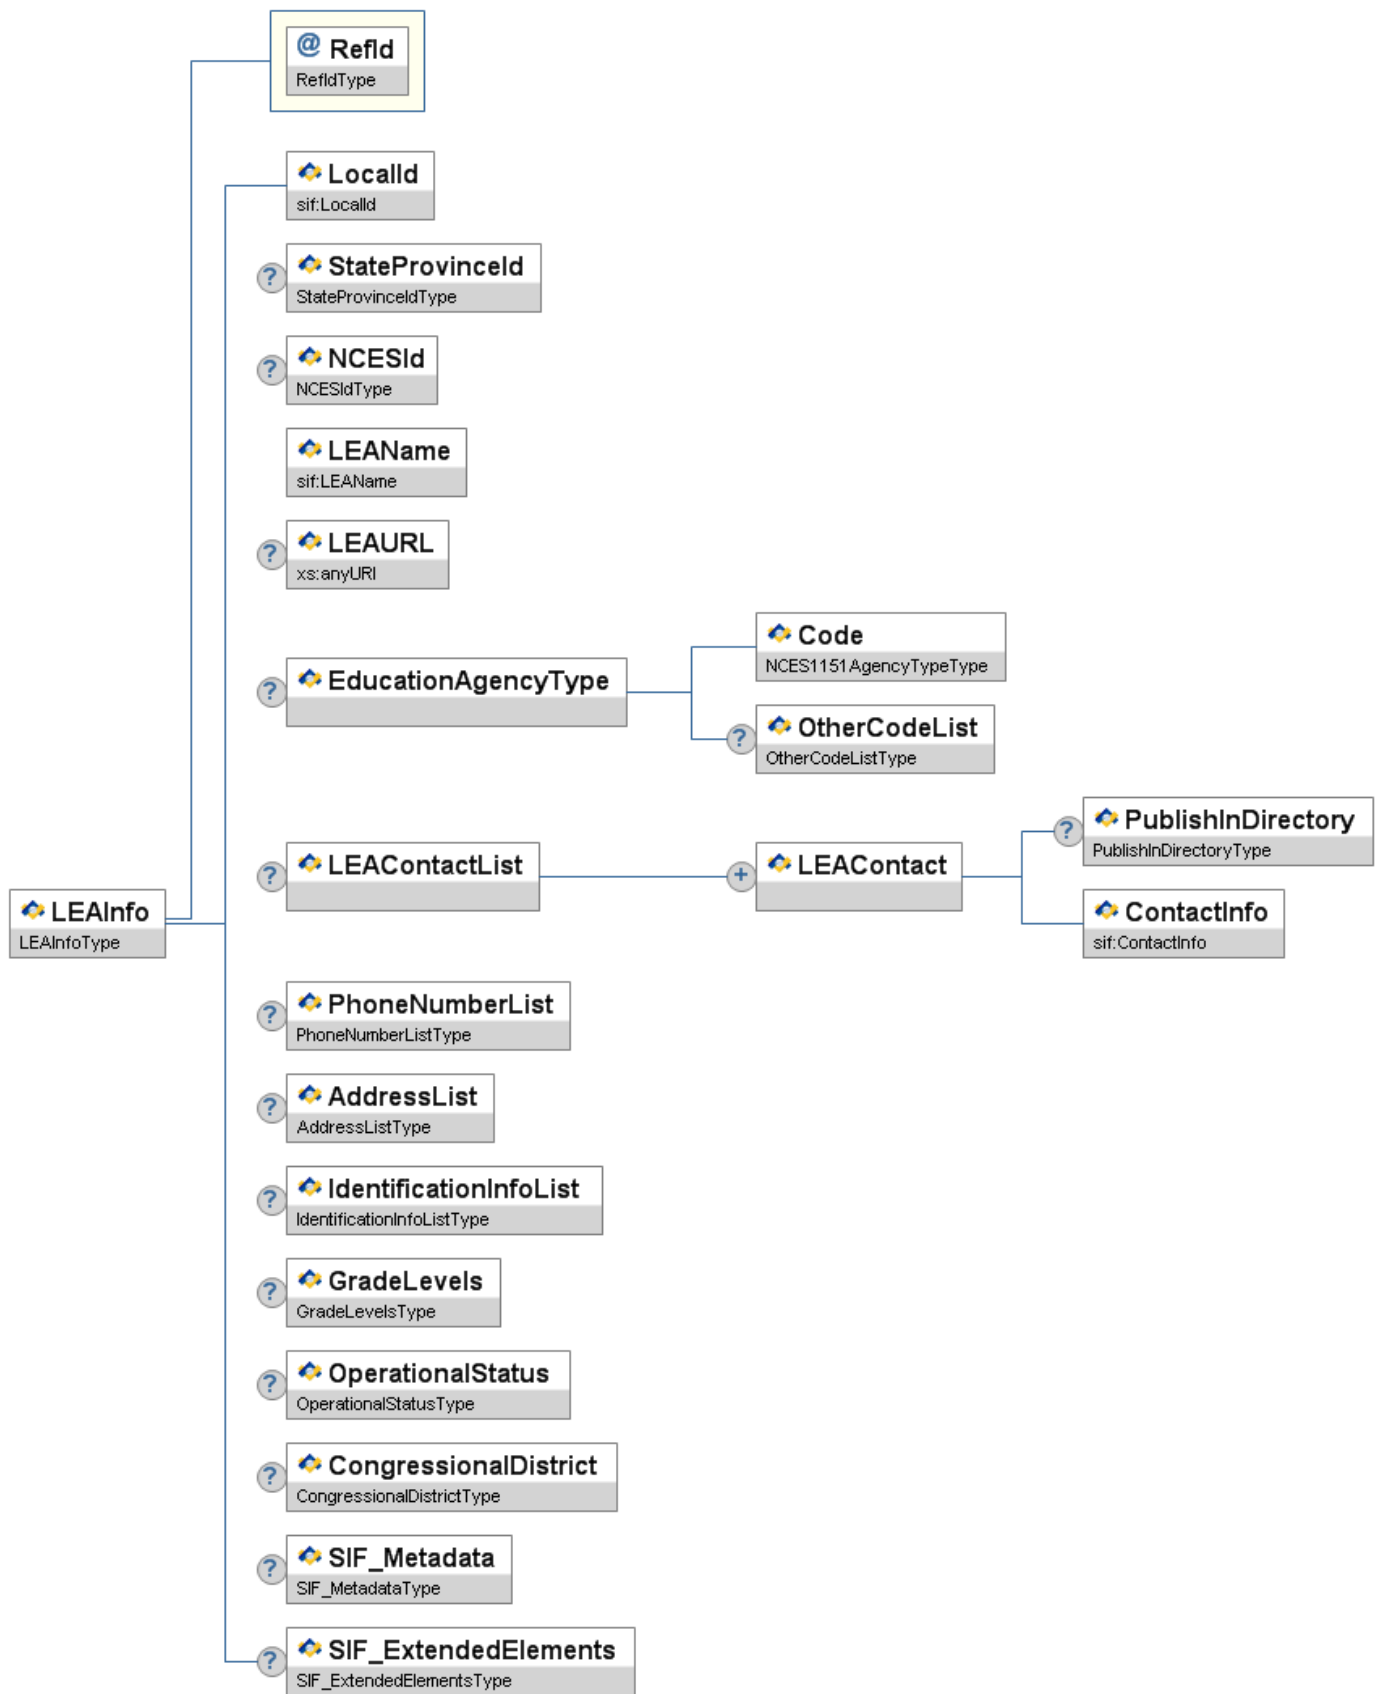 @ RefId
RefIdType
LocalId
sif:LocalId
? StateProvinceId
StateProvinceIdType
? NCESId
NCESIdType
LEAName
sif:LEAName
? LEAURL
xs:anyURI
Code
NCES1151AgencyTypeType
? EducationAgencyType
? OtherCodeList
OtherCodeListType
? PublishInDirectory
PublishInDirectoryType
? LEAContactList
+ LEAContact
ContactInfo
sif:ContactInfo
LEAInfo
LEAInfoType
? PhoneNumberList
PhoneNumberListType
? AddressList
AddressListType
? IdentificationInfoList
IdentificationInfoListType
? GradeLevels
GradeLevelsType
? OperationalStatus
OperationalStatusType
? CongressionalDistrict
CongressionalDistrictType
? SIF_Metadata
SIF_MetadataType
? SIF_ExtendedElements
SIF_ExtendedElementsType